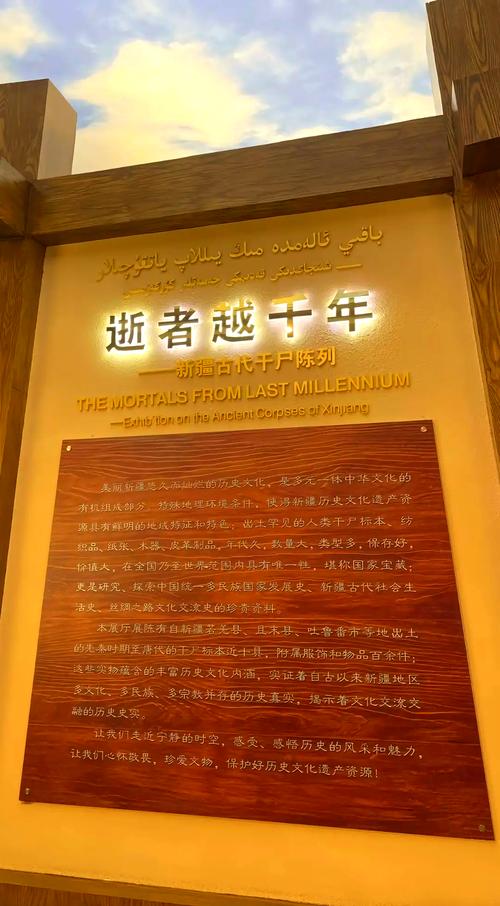 باقىي ئالەمدە مىڭ يىللاپ ياتقۇچىلار
逝者越千年
——新疆古代干尸陈列
THE MORTALS FROM LAST MILLENNIUM
—Exhibition on the Ancient Corpses of Xinjiang
美丽新疆悠久而灿烂的历史文化，是多元一体中华文化的
有机组成部分。特殊地理环境条件，使得新疆历史文化遗产资
源具有鲜明的地域特征和特色；出土罕见的人类干尸标本、纺
织品、纸张、木器、皮革制品，年代久，数量大，类型多，保存好，
价值大，在全国乃至世界范围内具有唯一性，堪称国家宝藏；
更是研究、探索中国统一多民族国家发展史、新疆古代社会生
活史、丝绸之路文化交流史的珍贵资料。
本展厅展陈有自新疆若羌县、且末县、吐鲁番市等地出土
的先秦时期至唐代的干尸标本近十具，附属服饰和物品百余件；
这些实物蕴含的丰富历史文化内涵，实证着自古以来新疆地区
多文化、多民族、多宗教并存的历史真实，揭示着文化交流交
融的历史史实。
让我们走近宁静的时空，感受、感悟历史的风采和魅力，
让我们心怀敬畏，珍爱文物，保护好历史文化遗产资源！